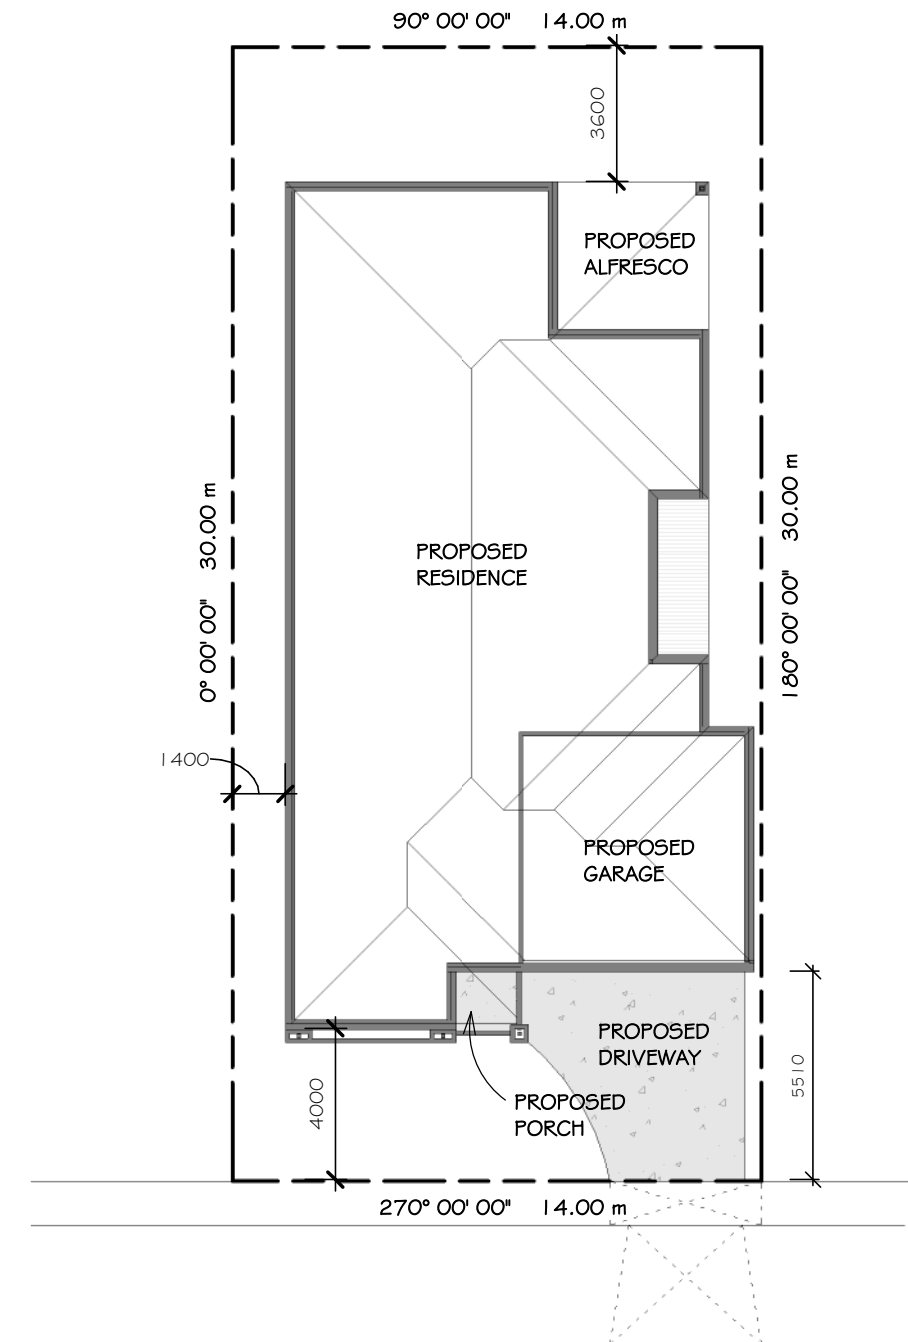 90° 00' 00" 14.00 m
3600
PROPOSED
ALFRESCO
0° 00' 00" 30.00 m
180° 00' 00" 30.00 m
PROPOSED
RESIDENCE
1400
PROPOSED
GARAGE
PROPOSED
DRIVEWAY
4000
5510
PROPOSED
PORCH
270° 00' 00" 14.00 m